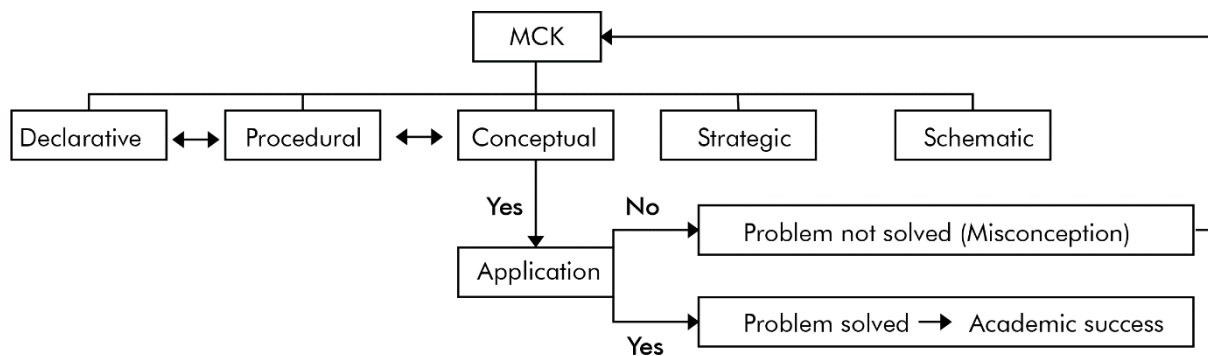 MCK
Declarative
Procedural
Conceptual
Strategic
Schematic
Yes
No
Problem not solved (Misconception)
Application
Problem solved → Academic success
Yes